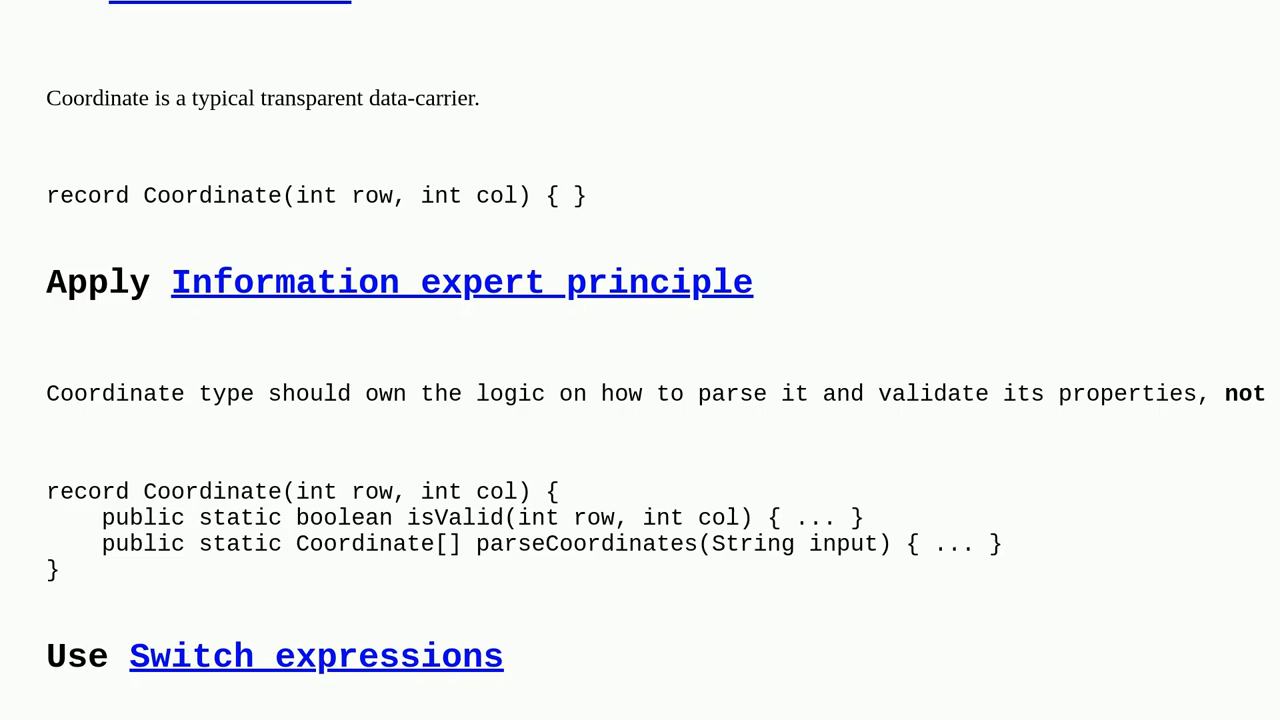 Coordinate is a typical transparent data-carrier.
record Coordinate(int row, int col) { }
Apply Information expert principle
Coordinate type should own the logic on how to parse it and validate its properties, not
record Coordinate(int row, int col) {
    public static boolean isValid(int row, int col) { ... }
    public static Coordinate[] parseCoordinates(String input) { ... }
}
Use Switch expressions